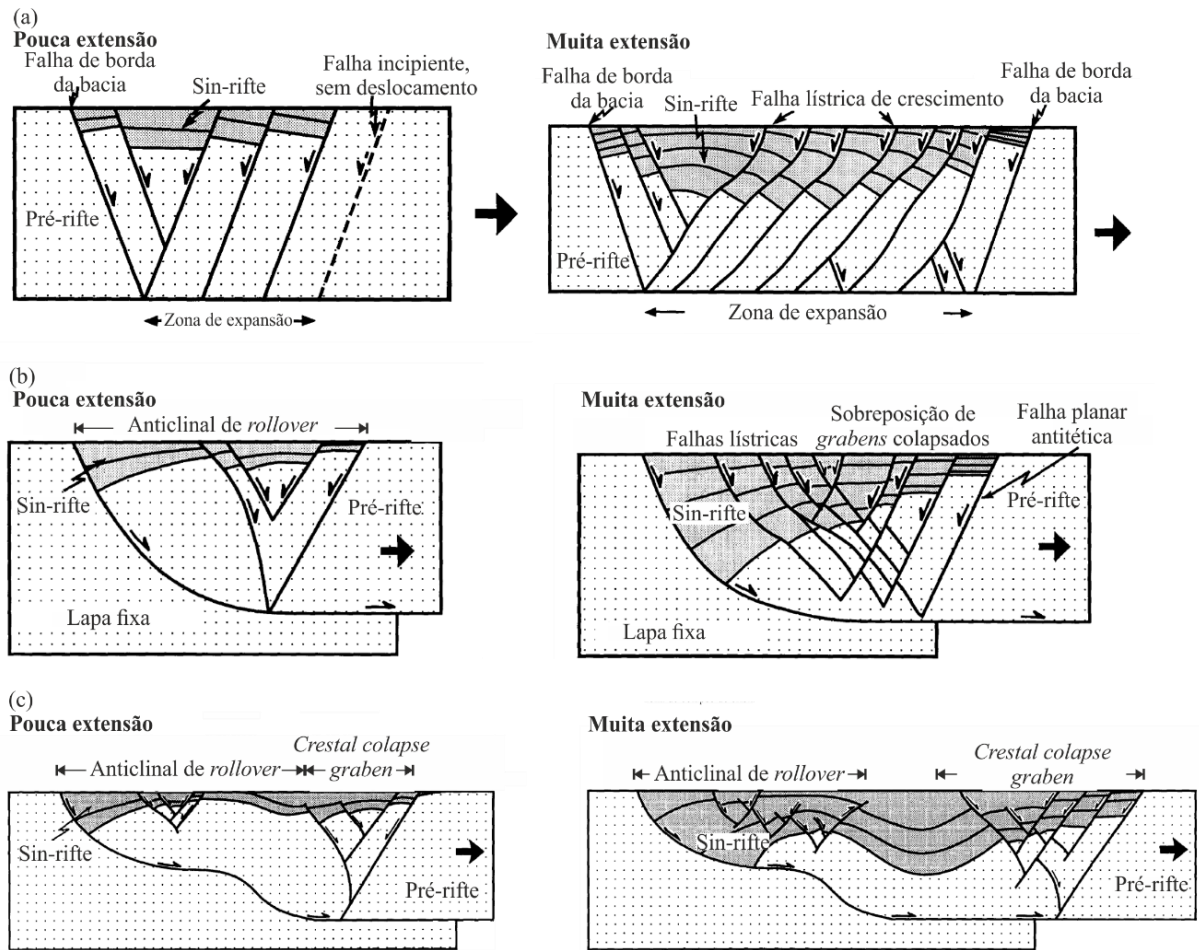 (a)
Pouca extensão
Falha de borda
da bacia
Sin-rifte
Falha incipiente,
sem deslocamento
Pré-rifte
Zona de expansão
Muita extensão
Falha de borda
da bacia
Sin-rifte
Falha lístrica de crescimento
Falha de borda
da bacia
Pré-rifte
Zona de expansão
(b)
Pouca extensão
Anticlinal de rollover
Sin-rifte
Pré-rifte
Lapa fixa
Muita extensão
Falhas lístricas
Sobreposição de
grabens colapsados
Falha planar
antitética
Sin-rifte
Pré-rifte
Lapa fixa
(c)
Pouca extensão
Anticlinal de rollover
Crestal colapse
graben
Sin-rifte
Pré-rifte
Muita extensão
Anticlinal de rollover
Crestal colapse
graben
Sin-rifte
Pré-rifte